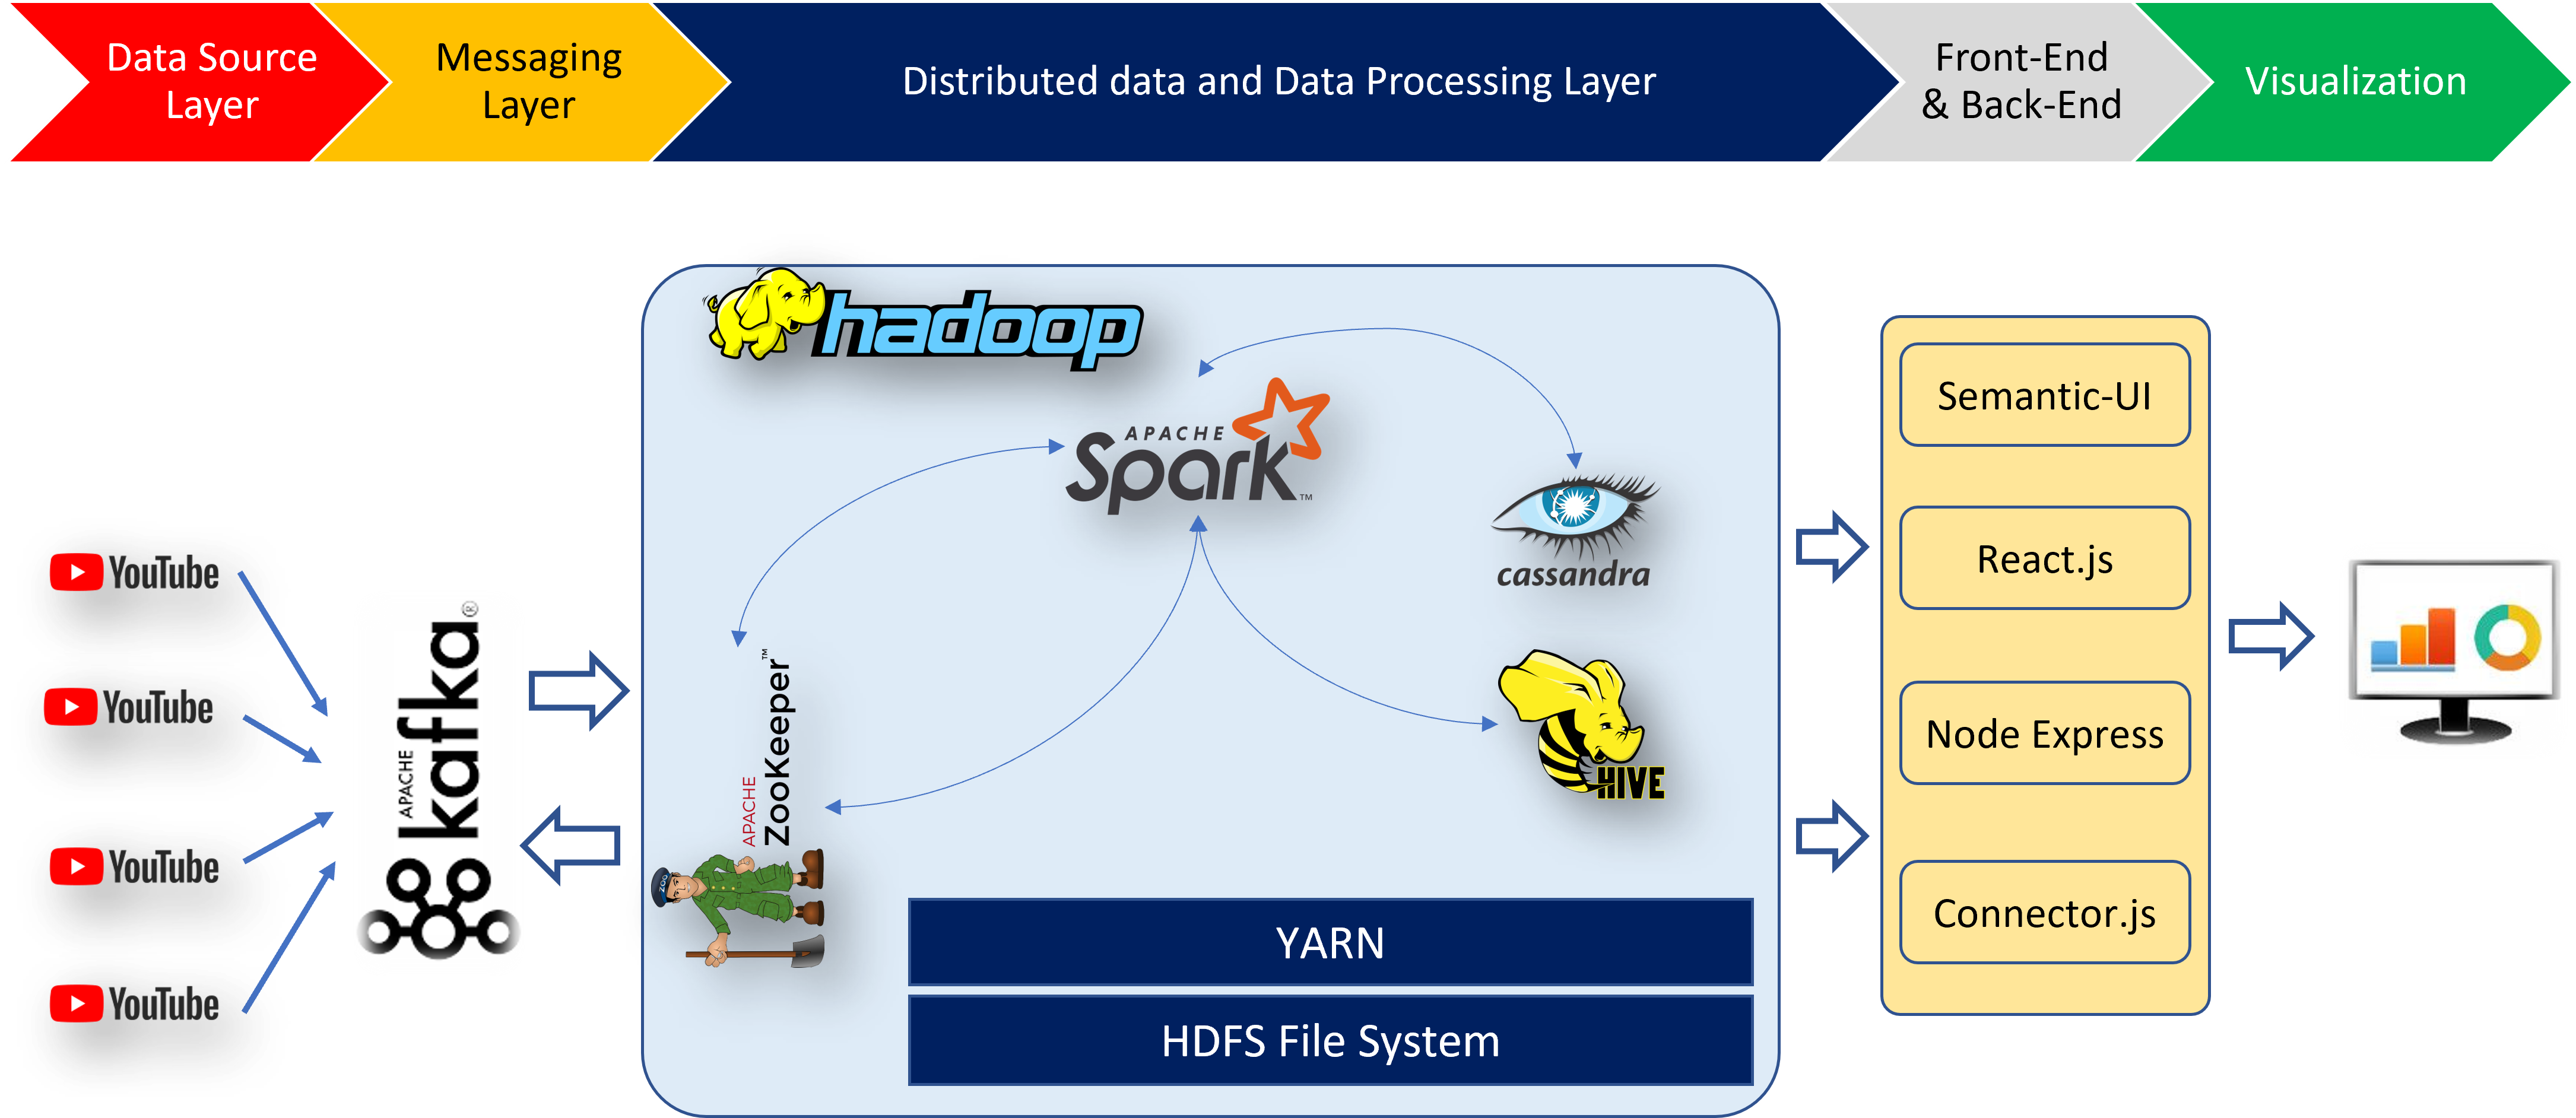 Data Source
Layer
Messaging
Layer
Distributed data and Data Processing Layer
Front-End
& Back-End
Visualization
hadoop
APACHE
Spark™
cassandra
HIVE
APACHE
ZooKeeper™
ZOO
YARN
HDFS File System
YouTube
YouTube
YouTube
YouTube
APACHE
kafka®
Semantic-UI
React.js
Node Express
Connector.js